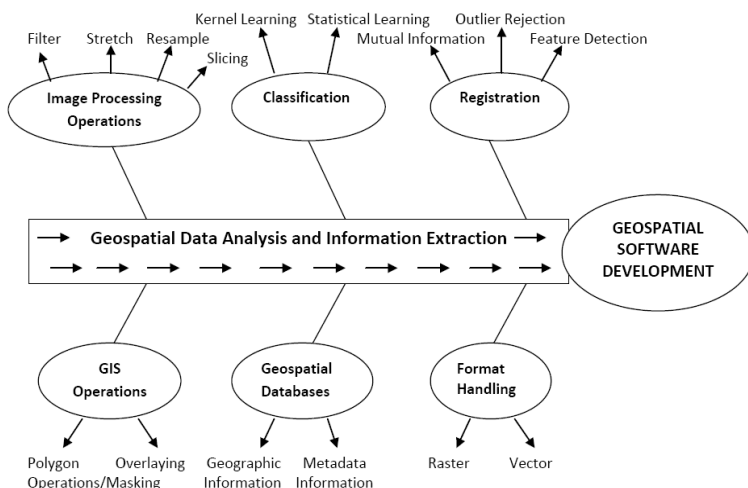 Kernel Learning Statistical Learning Outlier Rejection
Filter Stretch Resample Mutual Information Feature Detection
Slicing
Image Processing
Operations
Classification
Registration
Geospatial Data Analysis and Information Extraction
GEOSPATIAL
SOFTWARE
DEVELOPMENT
GIS
Operations
Geospatial
Databases
Format
Handling
Polygon Overlaying
Operations/Masking
Geographic
Information
Metadata
Information
Raster
Vector